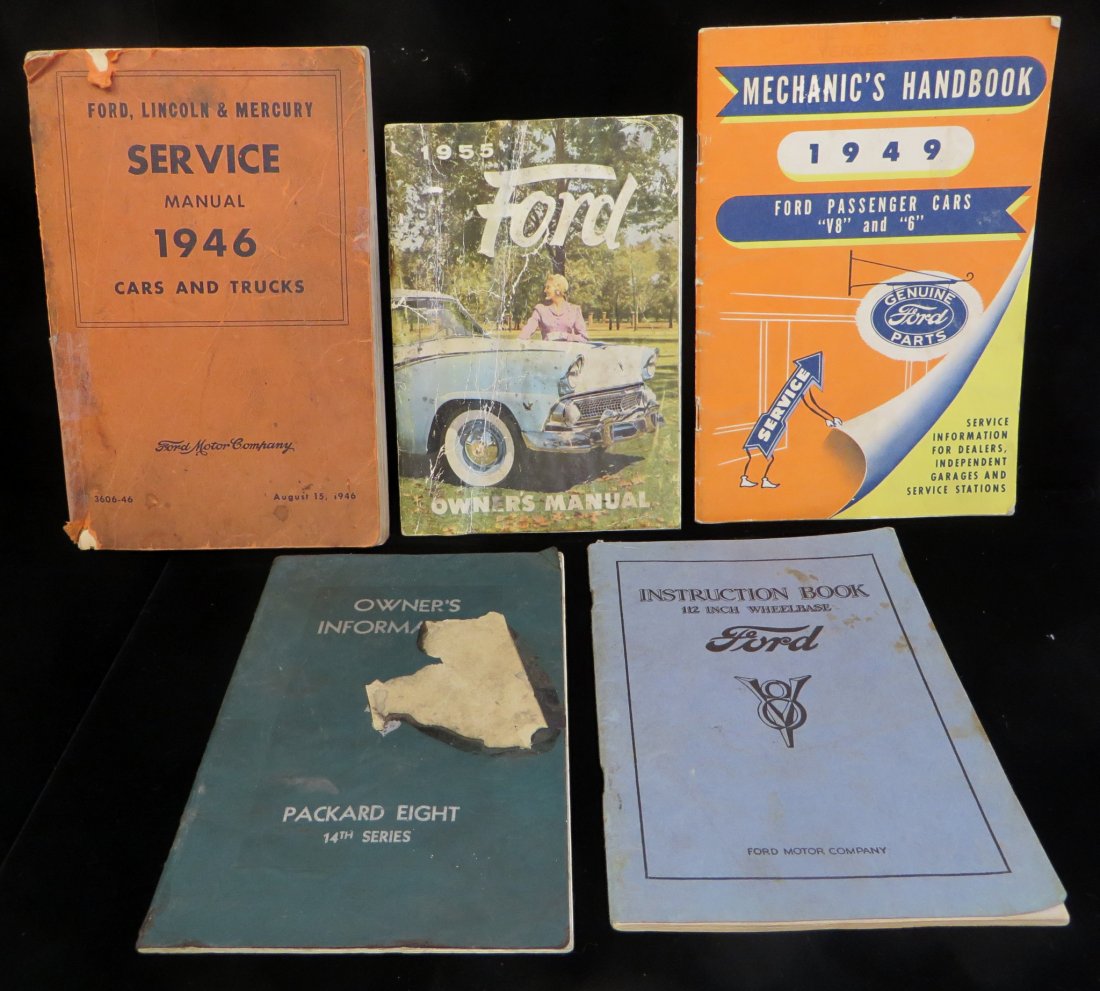 FORD, LINCOLN & MERCURY
SERVICE
MANUAL
1946
CARS AND TRUCKS
Ford Motor Company
3606-46
August 15, 1946
1955
Ford
OWNER'S MANUAL
MECHANIC'S HANDBOOK
1949
FORD PASSENGER CARS
"V8" and "6"
GENUINE
Ford
PARTS
SERVICE
SERVICE
INFORMATION
FOR DEALERS,
INDEPENDENT
GARAGES AND
SERVICE STATIONS
OWNER'S
INFORMA
PACKARD EIGHT
14TH SERIES
INSTRUCTION BOOK
112 INCH WHEELBASE
Ford
V8
FORD MOTOR COMPANY